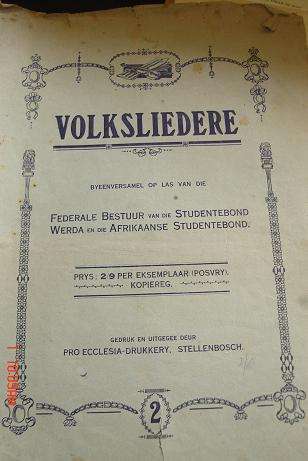 VOLKSLIEDERE
BYEENVERSAMEL OP LAS VAN DIE
FEDERALE BESTUUR VAN DIE STUDENTEBOND
WERDA EN DIE AFRIKAANSE STUDENTEBOND.
PRYS: 2/9 PER EKSEMPLAAR (POSVRY).
KOPIEREG.
GEDRUK EN UITGEGEE DEUR
PRO ECCLESIA-DRUKKERY, STELLENBOSCH.
2